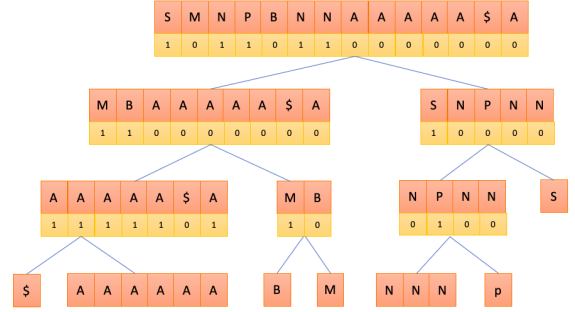 S M N P B N N A A A A A $ A
1 0 1 1 0 1 1 0 0 0 0 0 0 0
M B A A A A A $ A
1 1 0 0 0 0 0 0 0
S N P N N
1 0 0 0 0
A A A A A $ A
1 1 1 1 1 0 1
M B
1 0
N P N N
0 1 0 0
S
$
A A A A A A
B
M
N N N
p